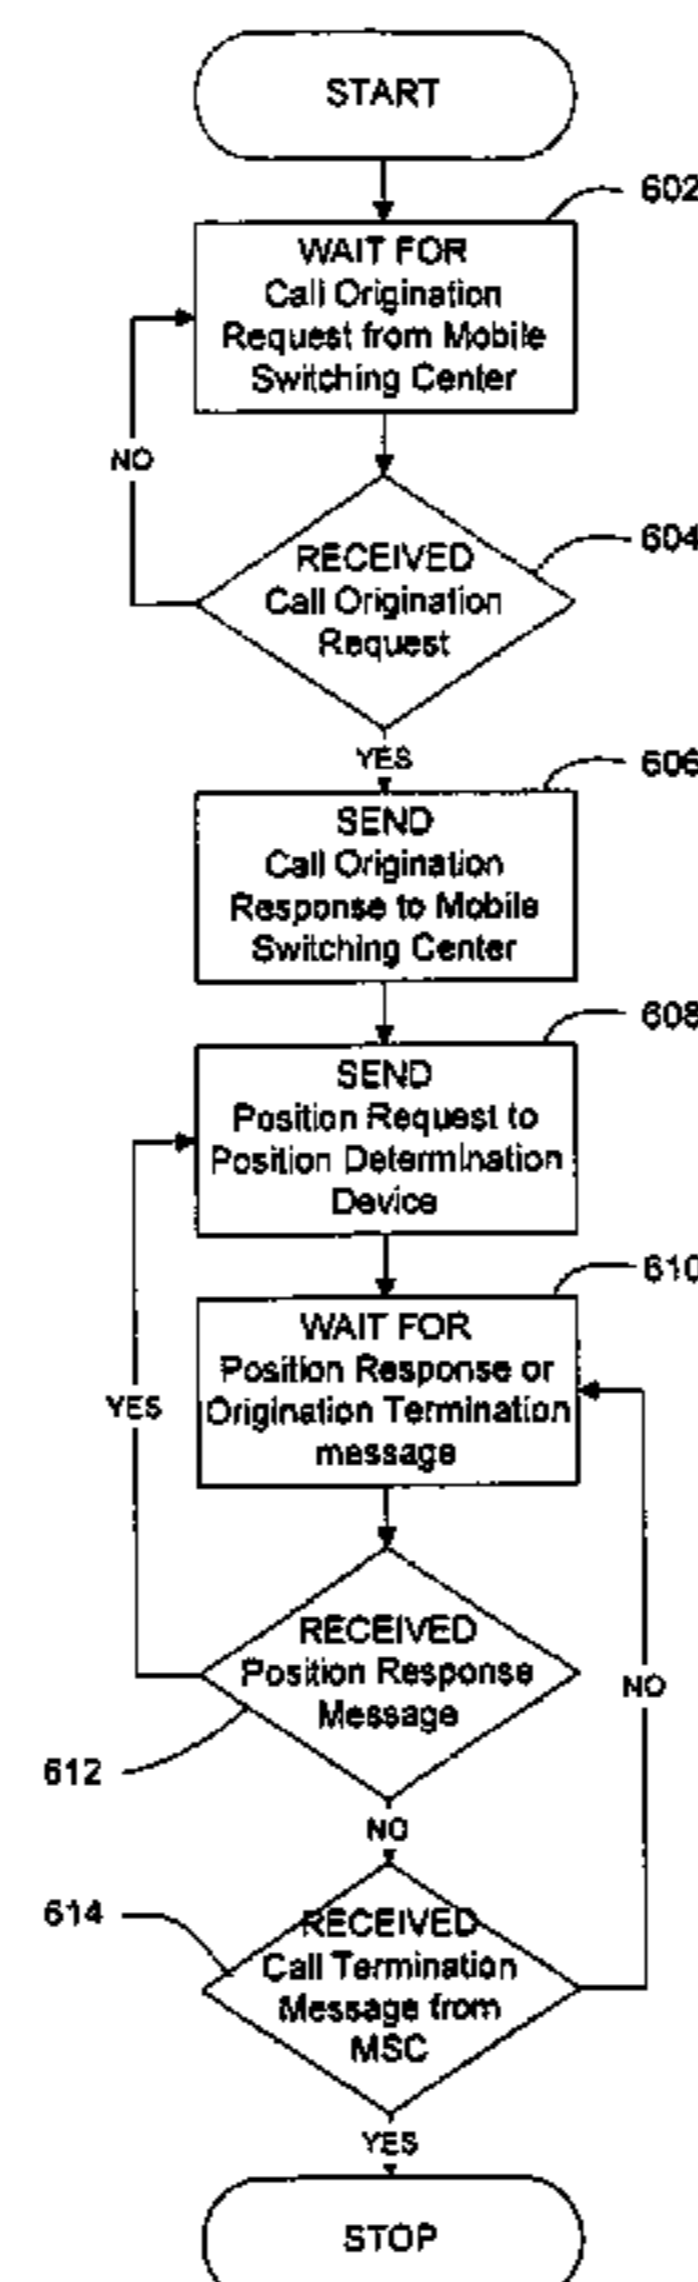 START
602
WAIT FOR
Call Origination
Request from Mobile
Switching Center
NO
604
RECEIVED
Call Origination
Request
YES
606
SEND
Call Origination
Response to Mobile
Switching Center
608
SEND
Position Request to
Position Determination
Device
610
WAIT FOR
Position Response or
Origination Termination
message
YES
RECEIVED
Position Response
Message
NO
612
NO
614
RECEIVED
Call Termination
Message from
MSC
YES
STOP